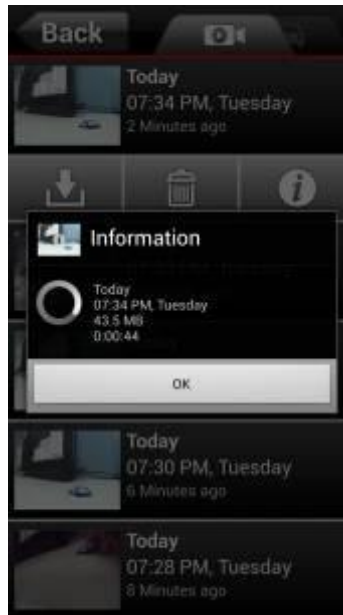 Back
Today
07:34 PM, Tuesday
2 Minutes ago
Information
Today
07:34 PM, Tuesday
43.5 MB
0:00:44
OK
Today
07:30 PM, Tuesday
6 Minutes ago
Today
07:28 PM, Tuesday
8 Minutes ago